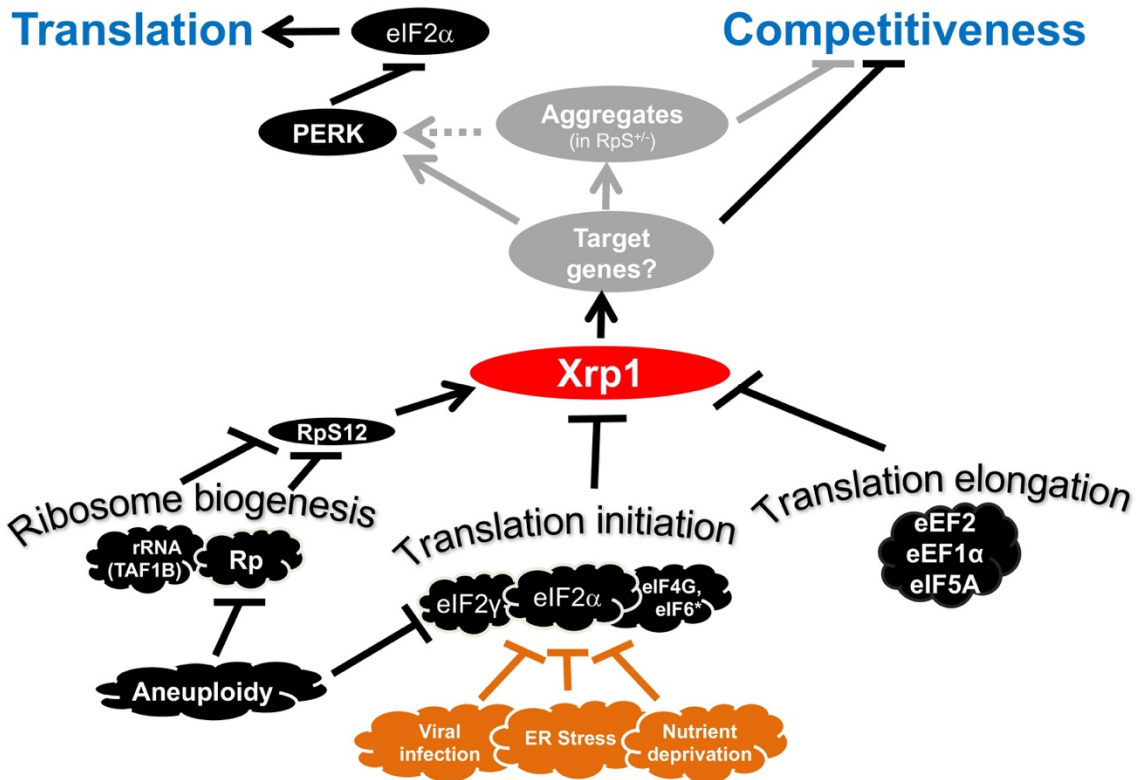 Translation
eIF2α
Competitiveness
PERK
Aggregates
(in RpS+/-)
Target
genes?
Xrp1
RpS12
Ribosome biogenesis
Translation initiation
Translation elongation
rRNA
(TAF1B)
Rp
eIF2γ
eIF2α
eIF4G,
eIF6*
eEF2
eEF1α
eIF5A
Aneuploidy
Viral
infection
ER Stress
Nutrient
deprivation